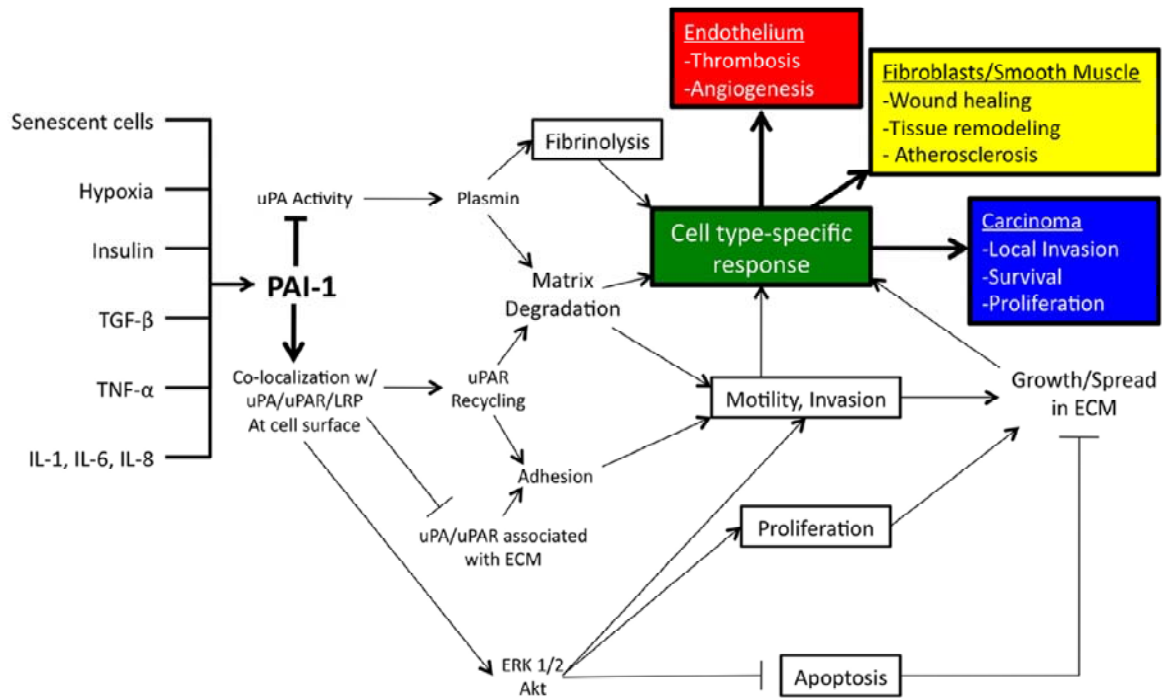 Senescent cells
Hypoxia
Insulin
TGF-β
TNF-α
IL-1, IL-6, IL-8
uPA Activity
PAI-1
Co-localization w/
uPA/uPAR/LRP
At cell surface
Plasmin
Fibrinolysis
Matrix
Degradation
uPAR
Recycling
Adhesion
uPA/uPAR associated
with ECM
ERK 1/2
Akt
Endothelium
-Thrombosis
-Angiogenesis
Fibroblasts/Smooth Muscle
-Wound healing
-Tissue remodeling
- Atherosclerosis
Cell type-specific
response
Carcinoma
-Local Invasion
-Survival
-Proliferation
Motility, Invasion
Growth/Spread
in ECM
Proliferation
Apoptosis